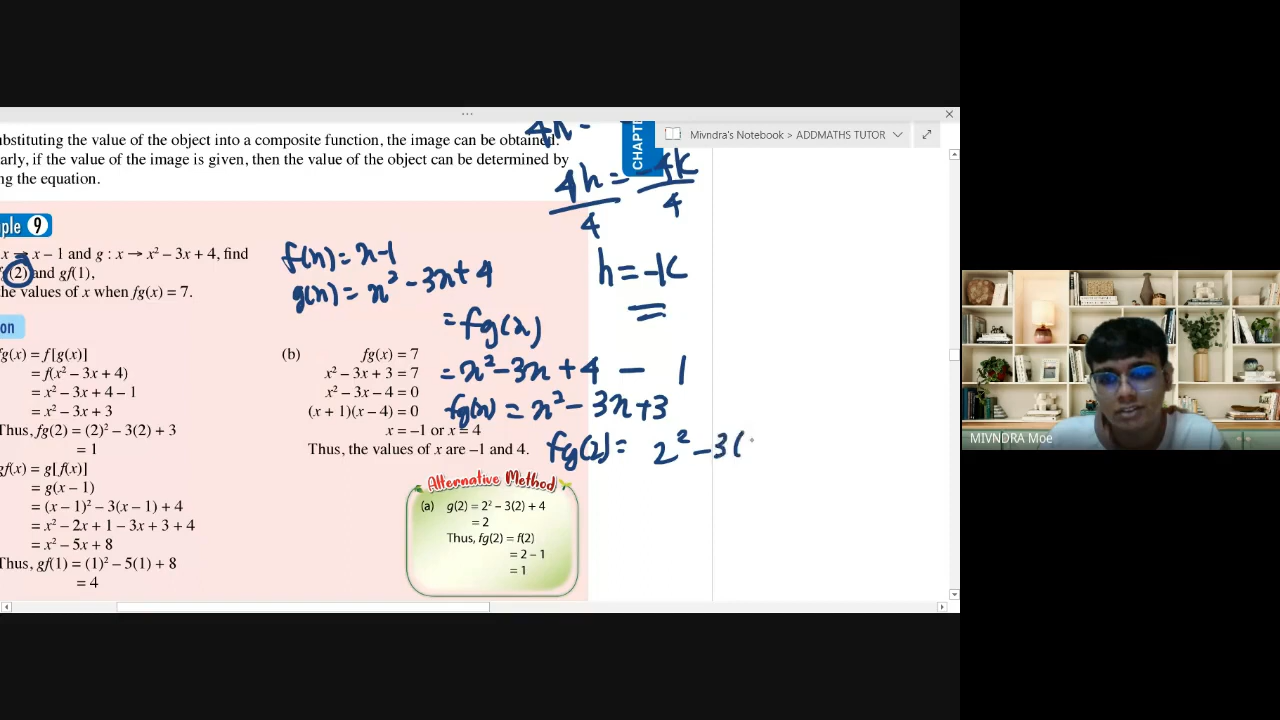 Mivndra's Notebook > ADDMATHS TUTOR
ubstituting the value of the object into a composite function, the image can be obtained.
arly, if the value of the image is given, then the value of the object can be determined by
ng the equation.
CHAPT
4h =
4h = -4k
4 4
h = -k
ple 9
x → x − 1 and g : x → x² − 3x + 4, find
(2) and gf(1),
the values of x when fg(x) = 7.
f(x) = x-1
g(x) = x² - 3x + 4
= fg(2)
= x² - 3x + 4 - 1
fg(x) = x² - 3x + 3
fg(2) = 2² - 3(
on
fg(x) = f[g(x)]
= f(x² − 3x + 4)
= x² − 3x + 4 − 1
= x² − 3x + 3
Thus, fg(2) = (2)² − 3(2) + 3
= 1
gf(x) = g[f(x)]
= g(x − 1)
= (x − 1)² − 3(x − 1) + 4
= x² − 2x + 1 − 3x + 3 + 4
= x² − 5x + 8
Thus, gf(1) = (1)² − 5(1) + 8
= 4
(b) fg(x) = 7
x² − 3x + 3 = 7
x² − 3x − 4 = 0
(x + 1)(x − 4) = 0
x = −1 or x = 4
Thus, the values of x are −1 and 4.
Alternative Method
(a) g(2) = 2² − 3(2) + 4
= 2
Thus, fg(2) = f(2)
= 2 − 1
= 1
MIVNDRA Moe